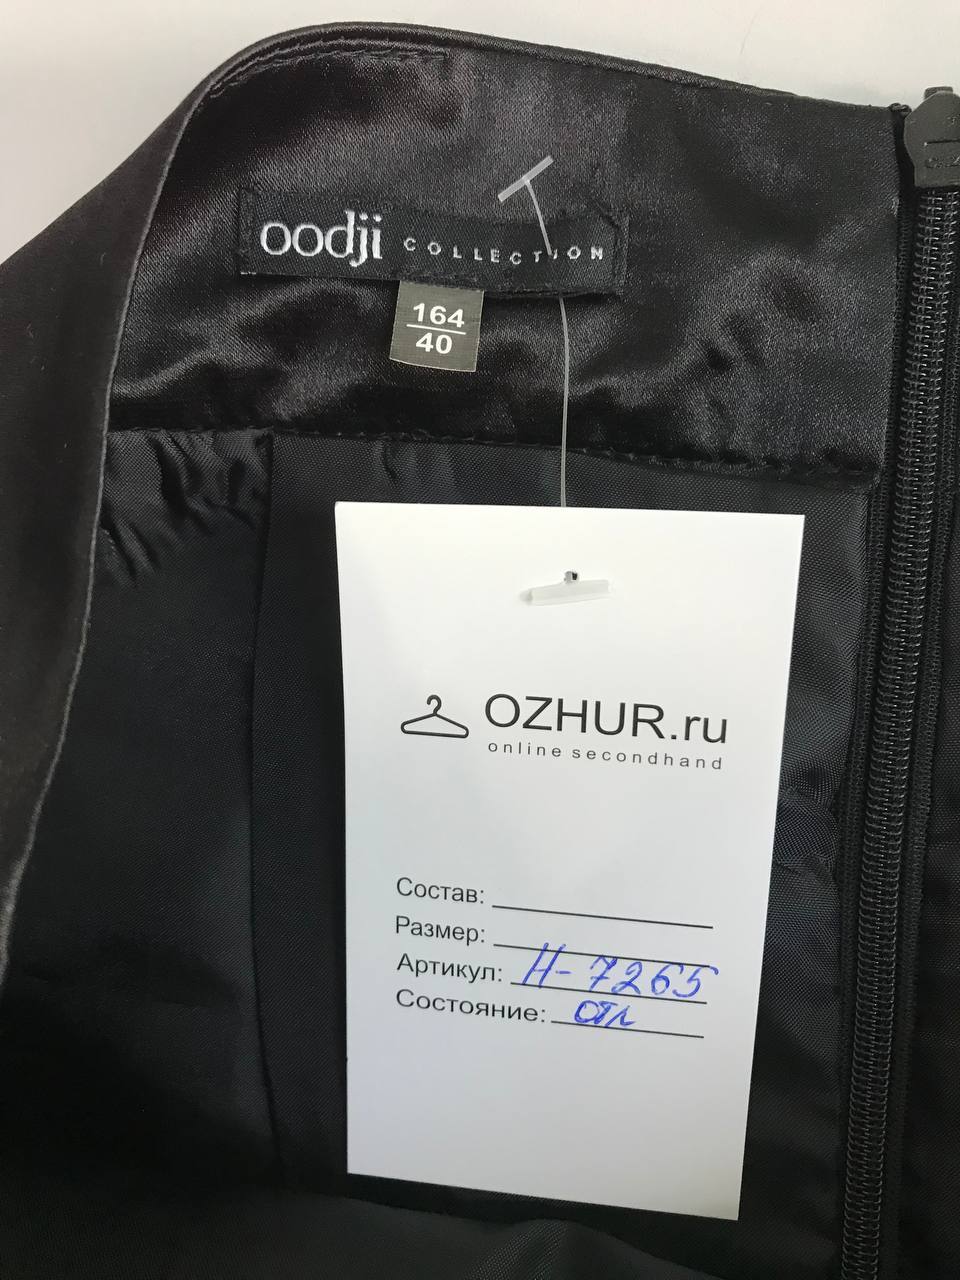 oodji COLLECTION
164
40
OZHUR.ru
online secondhand
Состав:
Размер:
Артикул: Н-7265
Состояние: отл